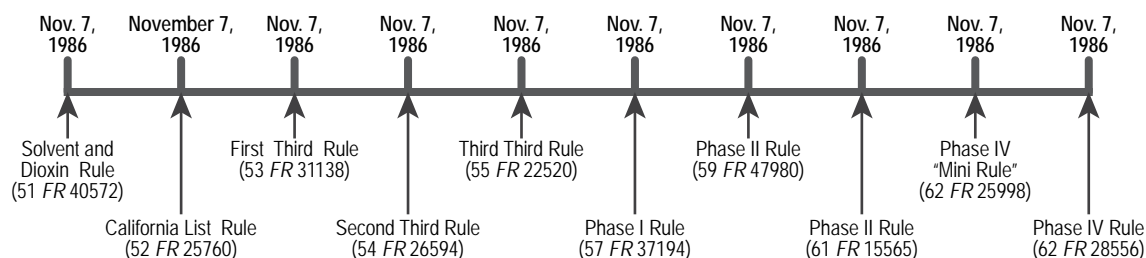 Nov. 7,
1986
November 7,
1986
Nov. 7,
1986
Nov. 7,
1986
Nov. 7,
1986
Nov. 7,
1986
Nov. 7,
1986
Nov. 7,
1986
Nov. 7,
1986
Nov. 7,
1986
Solvent and
Dioxin Rule
(51 FR 40572)
California List Rule
(52 FR 25760)
First Third Rule
(53 FR 31138)
Second Third Rule
(54 FR 26594)
Third Third Rule
(55 FR 22520)
Phase I Rule
(57 FR 37194)
Phase II Rule
(59 FR 47980)
Phase II Rule
(61 FR 15565)
Phase IV
"Mini Rule"
(62 FR 25998)
Phase IV Rule
(62 FR 28556)